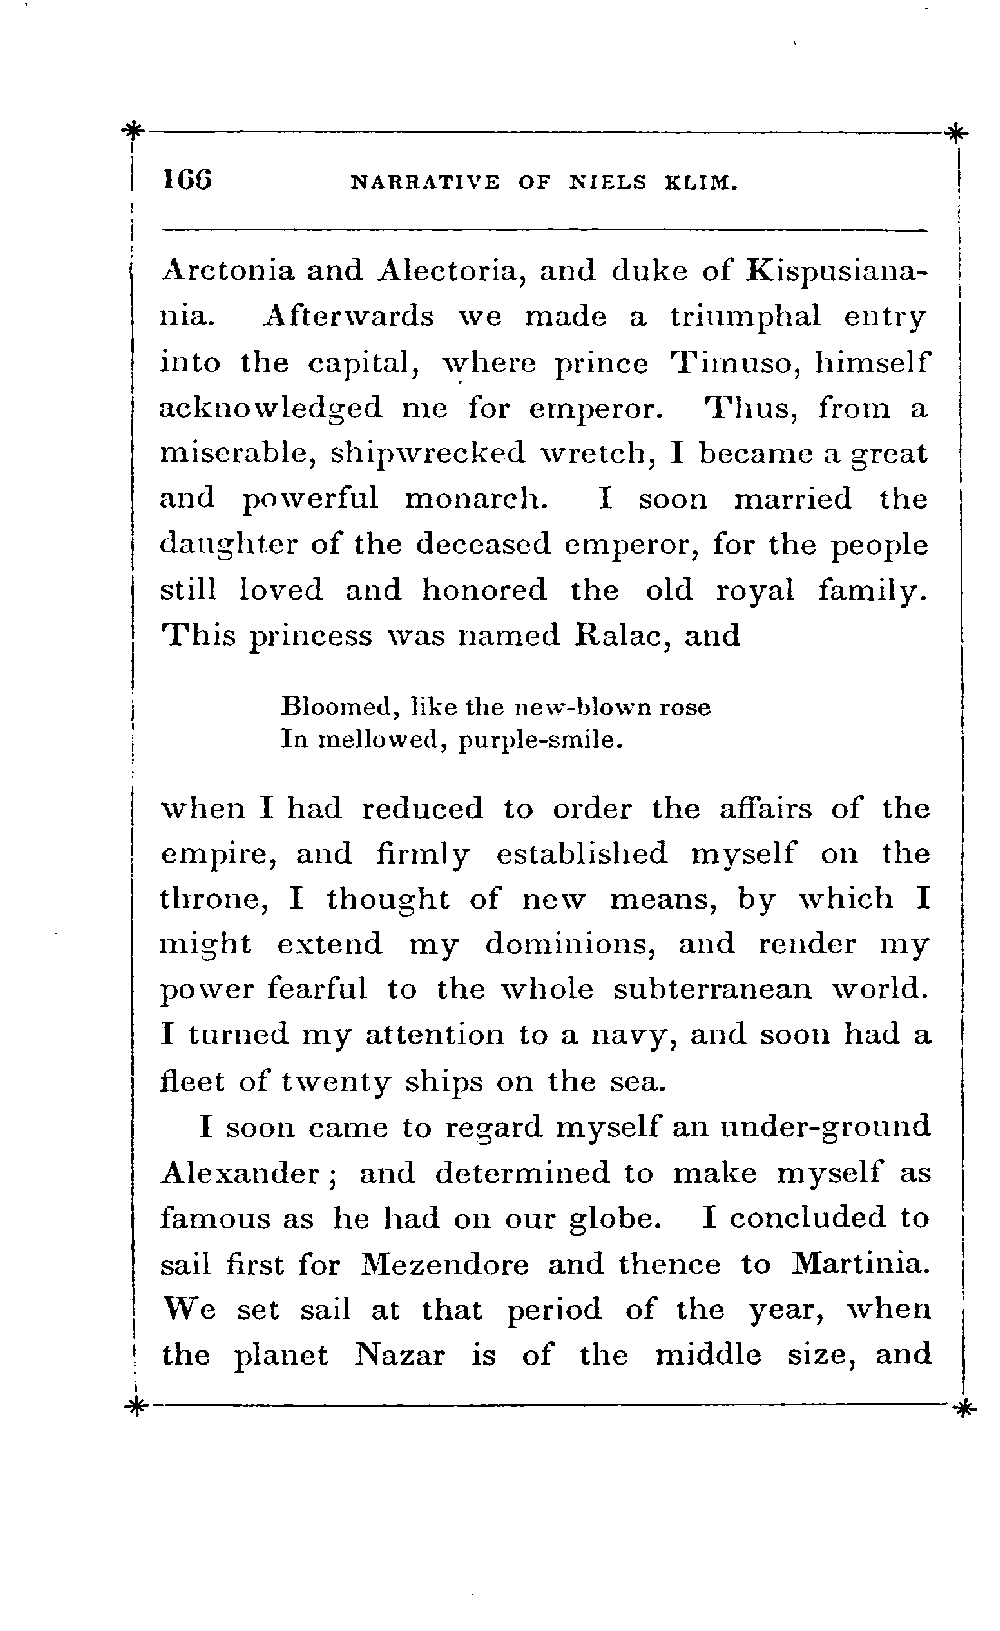 166 NARRATIVE OF NIELS KLIM.
Arctonia and Alectoria, and duke of Kispusiana-
nia. Afterwards we made a triumphal entry
into the capital, where prince Timuso, himself
acknowledged me for emperor. Thus, from a
miserable, shipwrecked wretch, I became a great
and powerful monarch. I soon married the
daughter of the deceased emperor, for the people
still loved and honored the old royal family.
This princess was named Ralac, and
Bloomed, like the new-blown rose
In mellowed, purple-smile.
when I had reduced to order the affairs of the
empire, and firmly established myself on the
throne, I thought of new means, by which I
might extend my dominions, and render my
power fearful to the whole subterranean world.
I turned my attention to a navy, and soon had a
fleet of twenty ships on the sea.
I soon came to regard myself an under-ground
Alexander; and determined to make myself as
famous as he had on our globe. I concluded to
sail first for Mezendore and thence to Martinia.
We set sail at that period of the year, when
the planet Nazar is of the middle size, and